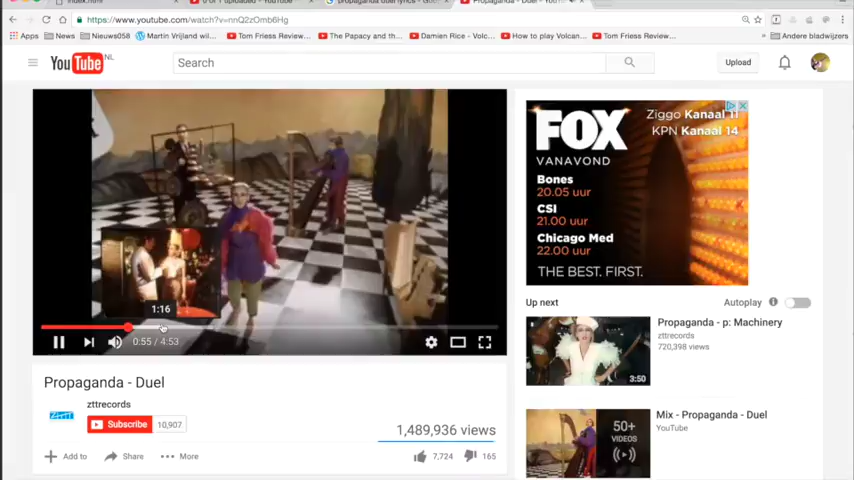 index.html
propaganda duel lyrics - Goo
Propaganda - Duel - YouT
https://www.youtube.com/watch?v=nnQ2zOmb6Hg
Apps
News
Nieuws058
Martin Vrijland wil...
Tom Friess Review...
The Papacy and th...
Damien Rice - Volc...
How to play Volcan...
Tom Friess Review...
»
Andere bladwijzers
YouTube NL
Search
Upload
FOX
VANAVOND
Bones
20.05 uur
CSI
21.00 uur
Chicago Med
22.00 uur
THE BEST. FIRST.
Ziggo Kanaal 11
KPN Kanaal 14
1:16
0:55 / 4:53
Up next
Autoplay
Propaganda - p: Machinery
zttrecords
720,398 views
3:50
Mix - Propaganda - Duel
YouTube
50+
VIDEOS
Propaganda - Duel
zttrecords
Subscribe
10,907
1,489,936 views
Add to
Share
More
7,724
165